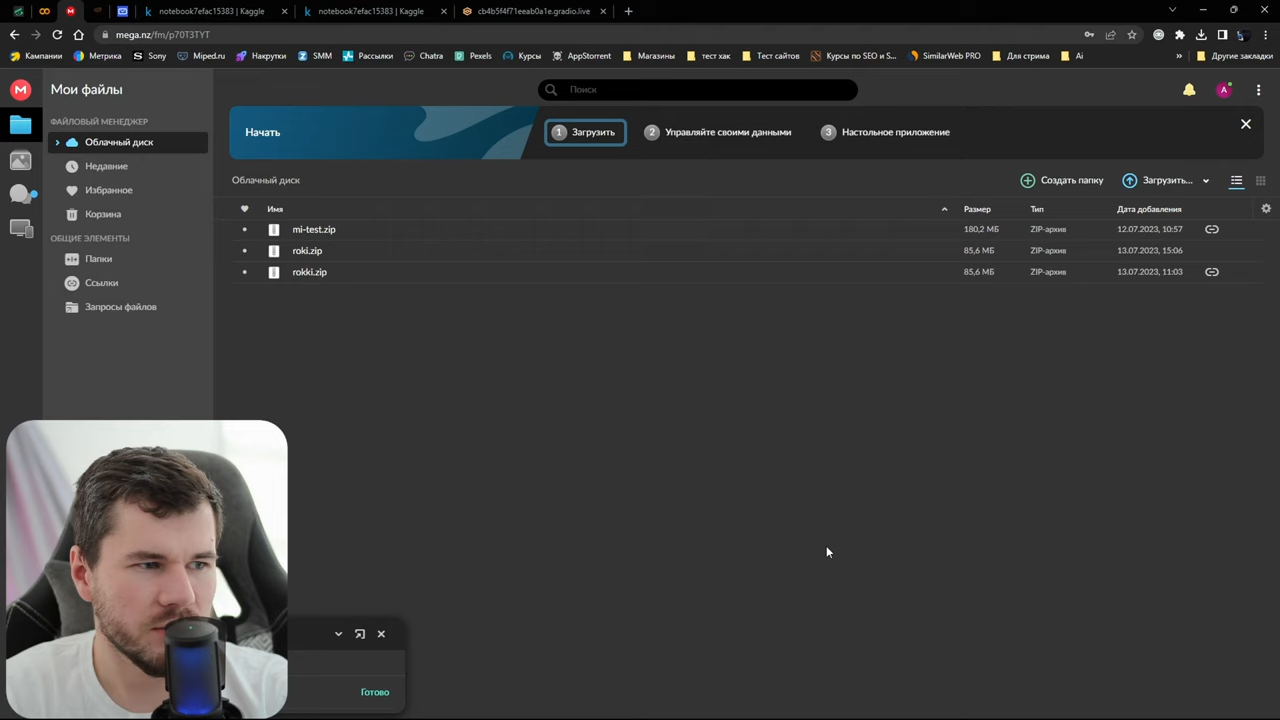 notebook7efac15383 | Kaggle
notebook7efac15383 | Kaggle
cb4b5f4f71eeab0a1e.gradio.live
mega.nz/fm/p70T3TYT
Кампании
Метрика
Sony
Miped.ru
Накрутки
SMM
Рассылки
Chatra
Pexels
Курсы
AppStorrent
Магазины
тест хак
Тест сайтов
Курсы по SEO и S...
SimilarWeb PRO
Для стрима
Ai
»
Другие закладки
Мои файлы
Поиск
A
ФАЙЛОВЫЙ МЕНЕДЖЕР
Облачный диск
Недавние
Избранное
Корзина
ОБЩИЕ ЭЛЕМЕНТЫ
Папки
Ссылки
Запросы файлов
Начать
1 Загрузить
2 Управляйте своими данными
3 Настольное приложение
Облачный диск
Создать папку
Загрузить...
Имя Размер Тип Дата добавления
mi-test.zip 180,2 МБ ZIP-архив 12.07.2023, 10:57
roki.zip 85,6 МБ ZIP-архив 13.07.2023, 15:06
rokki.zip 85,6 МБ ZIP-архив 13.07.2023, 11:03
Готово